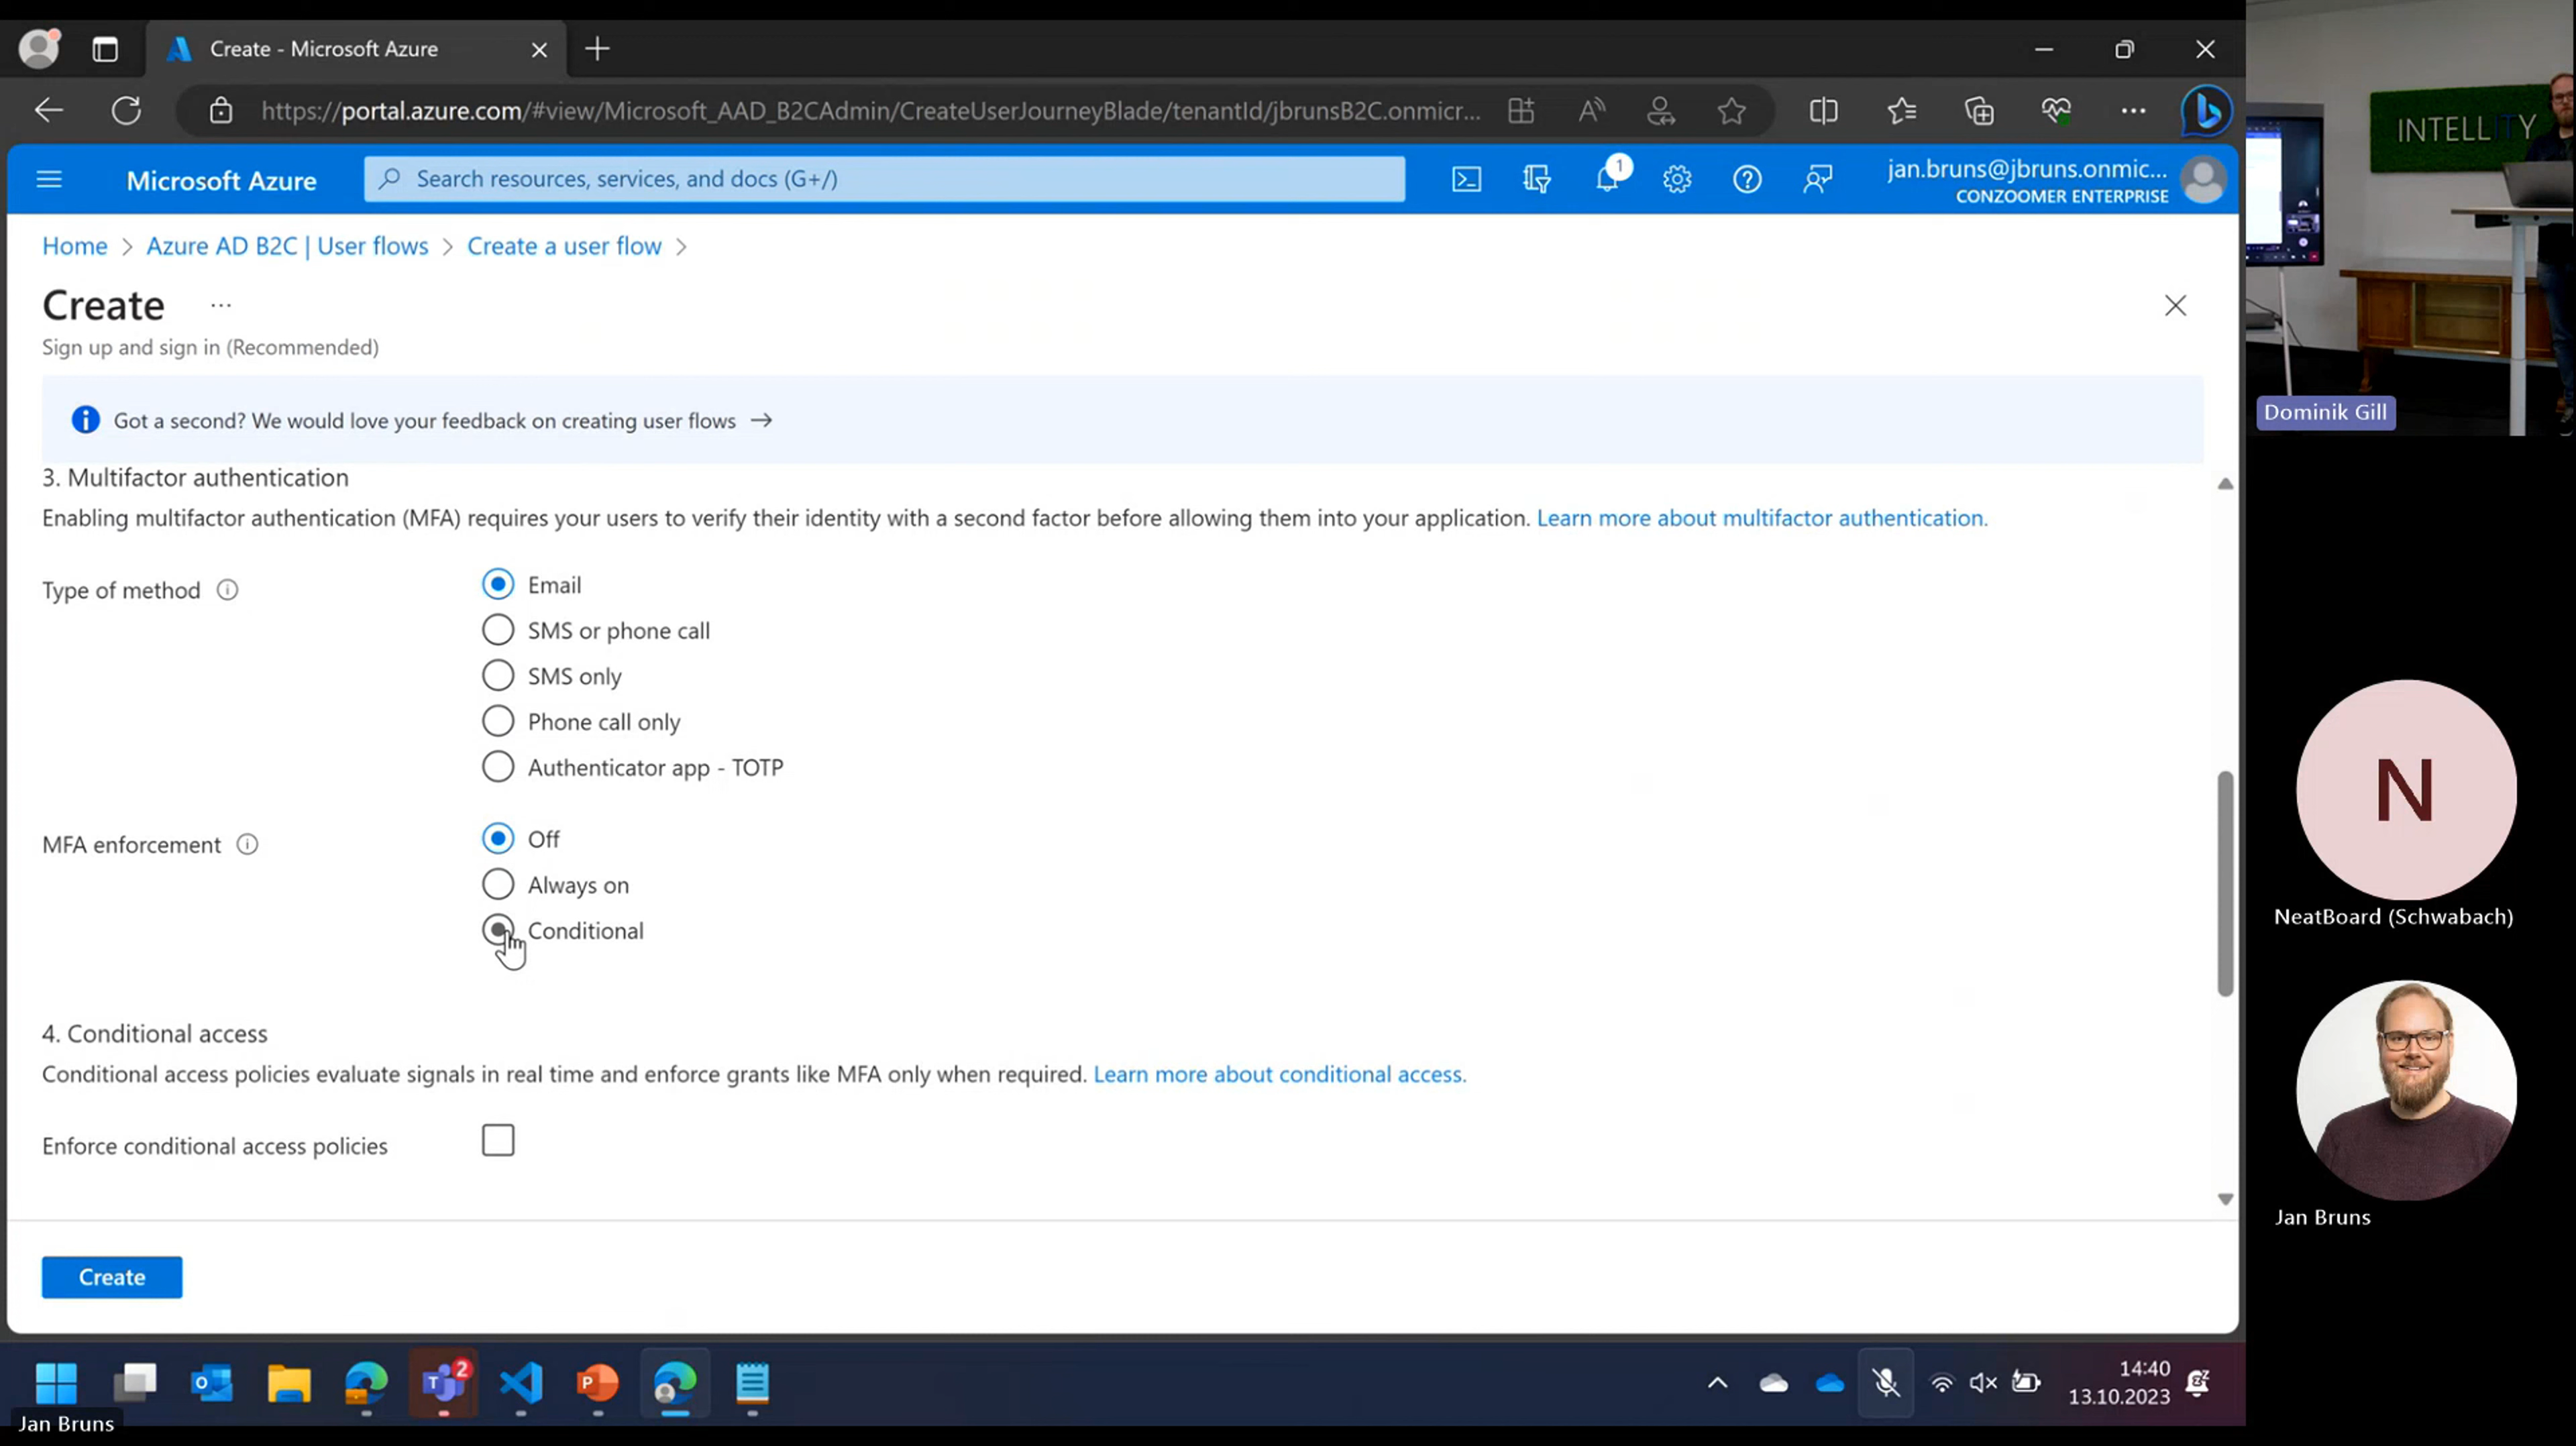 Create - Microsoft Azure
https://portal.azure.com/#view/Microsoft_AAD_B2CAdmin/CreateUserJourneyBlade/tenantId/jbrunsB2C.onmicr...
Microsoft Azure
Search resources, services, and docs (G+/)
1
jan.bruns@jbruns.onmic...
CONZOOMER ENTERPRISE
Home > Azure AD B2C | User flows > Create a user flow >
Create ...
Sign up and sign in (Recommended)
Got a second? We would love your feedback on creating user flows →
3. Multifactor authentication
Enabling multifactor authentication (MFA) requires your users to verify their identity with a second factor before allowing them into your application. Learn more about multifactor authentication.
Type of method
Email
SMS or phone call
SMS only
Phone call only
Authenticator app - TOTP
MFA enforcement
Off
Always on
Conditional
4. Conditional access
Conditional access policies evaluate signals in real time and enforce grants like MFA only when required. Learn more about conditional access.
Enforce conditional access policies
Create
2
14:40
13.10.2023
Jan Bruns
INTELLITY
Dominik Gill
N
NeatBoard (Schwabach)
Jan Bruns